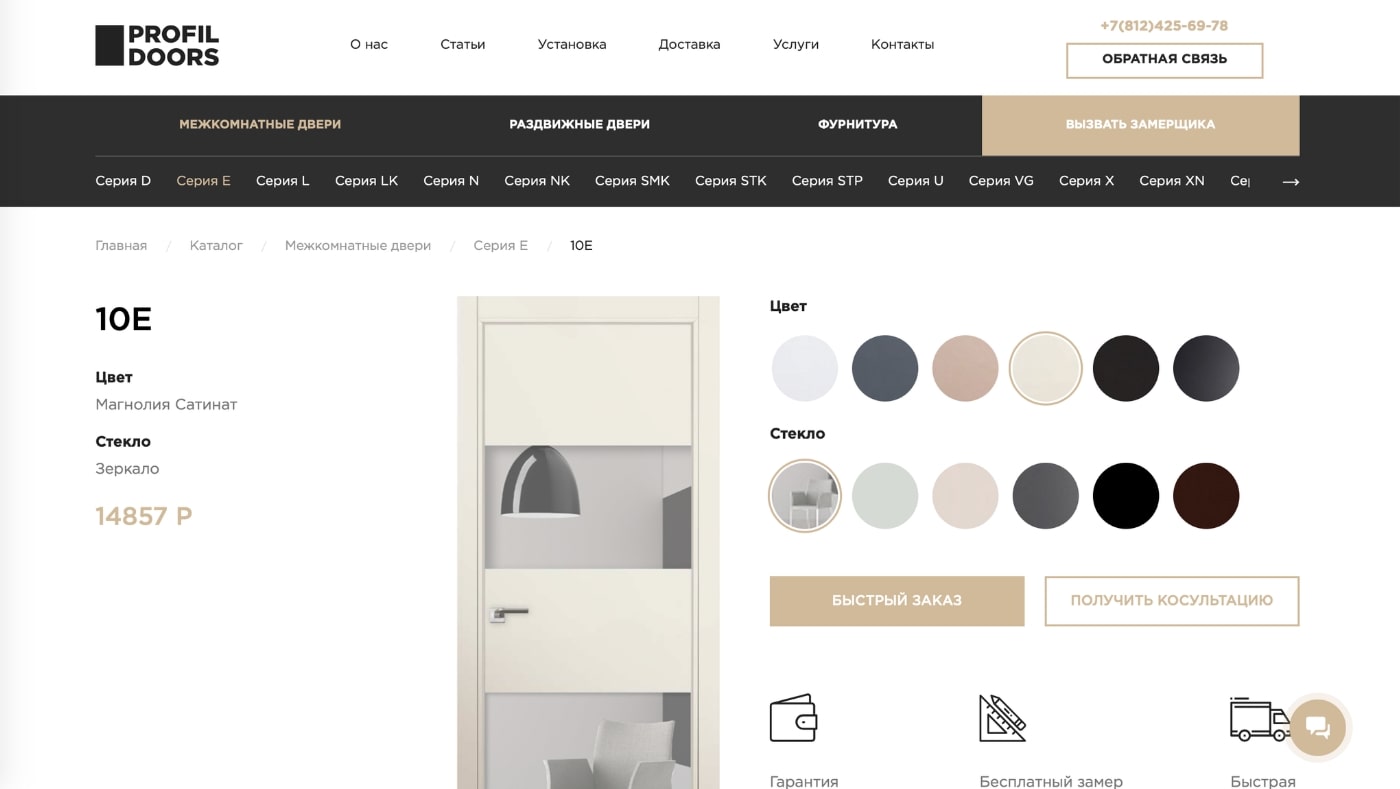 PROFIL
DOORS
О нас
Статьи
Установка
Доставка
Услуги
Контакты
+7(812)425-69-78
ОБРАТНАЯ СВЯЗЬ
МЕЖКОМНАТНЫЕ ДВЕРИ
РАЗДВИЖНЫЕ ДВЕРИ
ФУРНИТУРА
ВЫЗВАТЬ ЗАМЕРЩИКА
Серия D
Серия E
Серия L
Серия LK
Серия N
Серия NK
Серия SMK
Серия STK
Серия STP
Серия U
Серия VG
Серия X
Серия XN
Главная / Каталог / Межкомнатные двери / Серия E / 10E
10E
Цвет
Магнолия Сатинат
Стекло
Зеркало
14857 Р
Цвет
Стекло
БЫСТРЫЙ ЗАКАЗ
ПОЛУЧИТЬ КОСУЛЬТАЦИЮ
Гарантия
Бесплатный замер
Быстрая